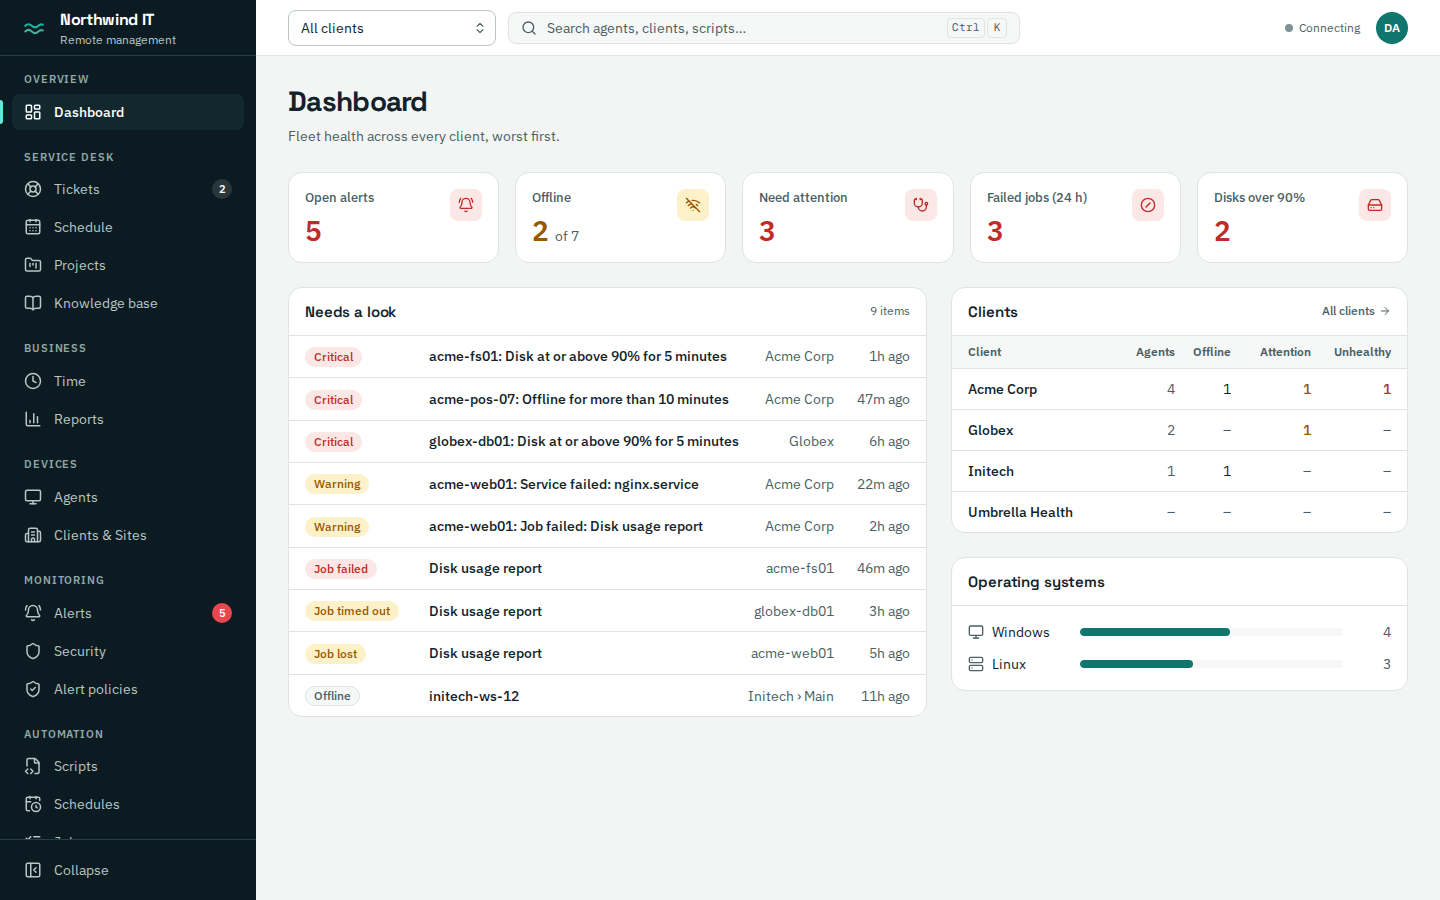 Northwind IT
Remote management
OVERVIEW
Dashboard
SERVICE DESK
Tickets 2
Schedule
Projects
Knowledge base
BUSINESS
Time
Reports
DEVICES
Agents
Clients & Sites
MONITORING
Alerts 5
Security
Alert policies
AUTOMATION
Scripts
Schedules
Collapse
All clients
Search agents, clients, scripts... Ctrl K
Connecting DA
Dashboard
Fleet health across every client, worst first.
Open alerts
5
Offline
2 of 7
Need attention
3
Failed jobs (24 h)
3
Disks over 90%
2
Needs a look 9 items
Critical acme-fs01: Disk at or above 90% for 5 minutes Acme Corp 1h ago
Critical acme-pos-07: Offline for more than 10 minutes Acme Corp 47m ago
Critical globex-db01: Disk at or above 90% for 5 minutes Globex 6h ago
Warning acme-web01: Service failed: nginx.service Acme Corp 22m ago
Warning acme-web01: Job failed: Disk usage report Acme Corp 2h ago
Job failed Disk usage report acme-fs01 46m ago
Job timed out Disk usage report globex-db01 3h ago
Job lost Disk usage report acme-web01 5h ago
Offline initech-ws-12 Initech › Main 11h ago
Clients All clients →
Client Agents Offline Attention Unhealthy
Acme Corp 4 1 1 1
Globex 2 – 1 –
Initech 1 1 – –
Umbrella Health – – – –
Operating systems
Windows 4
Linux 3